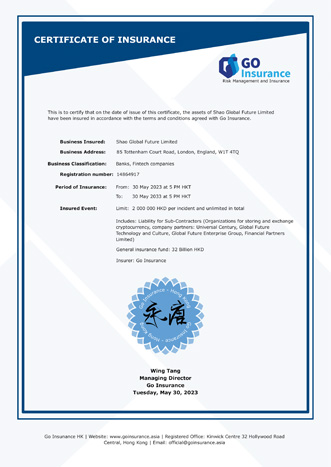 CERTIFICATE OF INSURANCE
GO
Insurance
Risk Management and Insurance
This is to certify that on the date of issue of this certificate, the assets of Shao Global Future Limited
have been insured in accordance with the terms and conditions agreed with Go Insurance.
Business Insured: Shao Global Future Limited
Business Address: 85 Tottenham Court Road, London, England, W1T 4TQ
Business Classification: Banks, Fintech companies
Registration number: 14864917
Period of Insurance: From: 30 May 2023 at 5 PM HKT
To: 30 May 2033 at 5 PM HKT
Insured Event: Limit: 2 000 000 HKD per incident and unlimited in total
Includes: Liability for Sub-Contractors (Organizations for storing and exchange
cryptocurrency, company partners: Universal Century, Global Future
Technology and Culture, Global Future Enterprise Group, Financial Partners
Limited)
General insurance fund: 22 Billion HKD
Insurer: Go Insurance
Wing Tang
Managing Director
Go Insurance
Tuesday, May 30, 2023
Go Insurance HK | Website: www.goinsurance.asia | Registered Office: Kinwick Centre 32 Hollywood Road
Central, Hong Kong | Email: official@goinsurance.asia